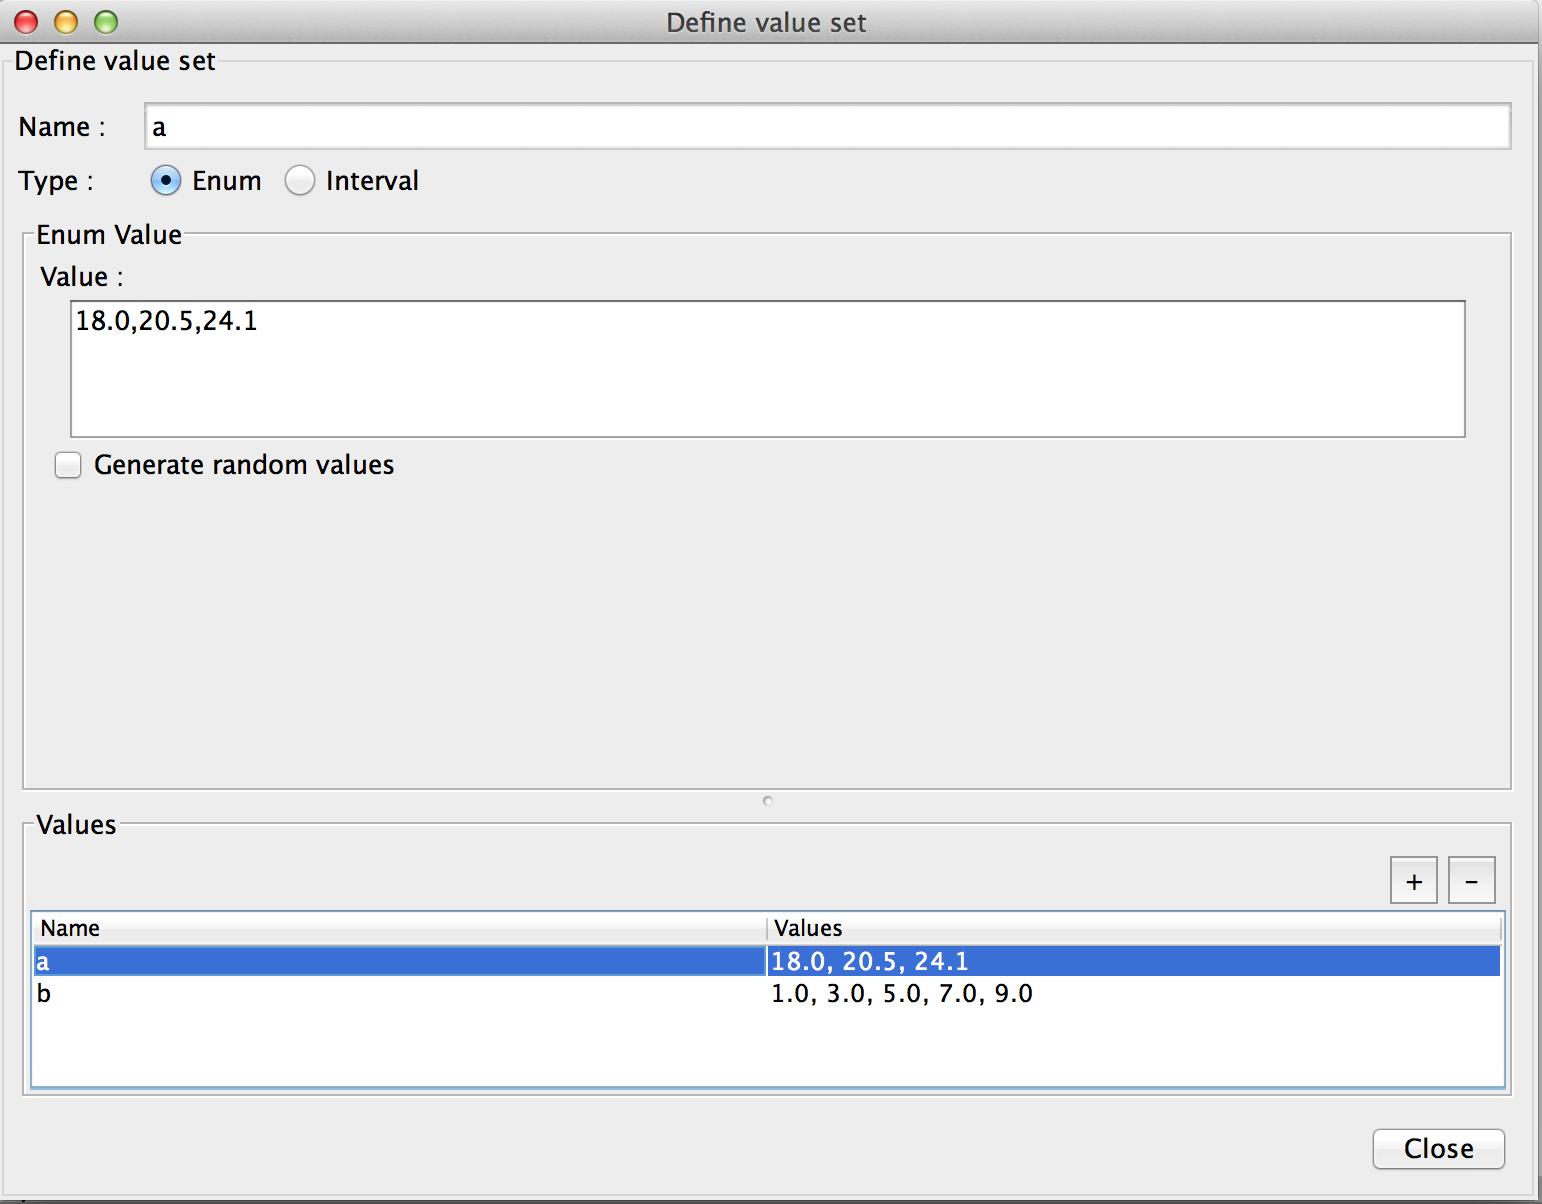 Define value set
Define value set
Name :
a
Type :
Enum
Interval
Enum Value
Value :
18.0,20.5,24.1
Generate random values
Values
+
-
Name
Values
a
18.0, 20.5, 24.1
b
1.0, 3.0, 5.0, 7.0, 9.0
Close